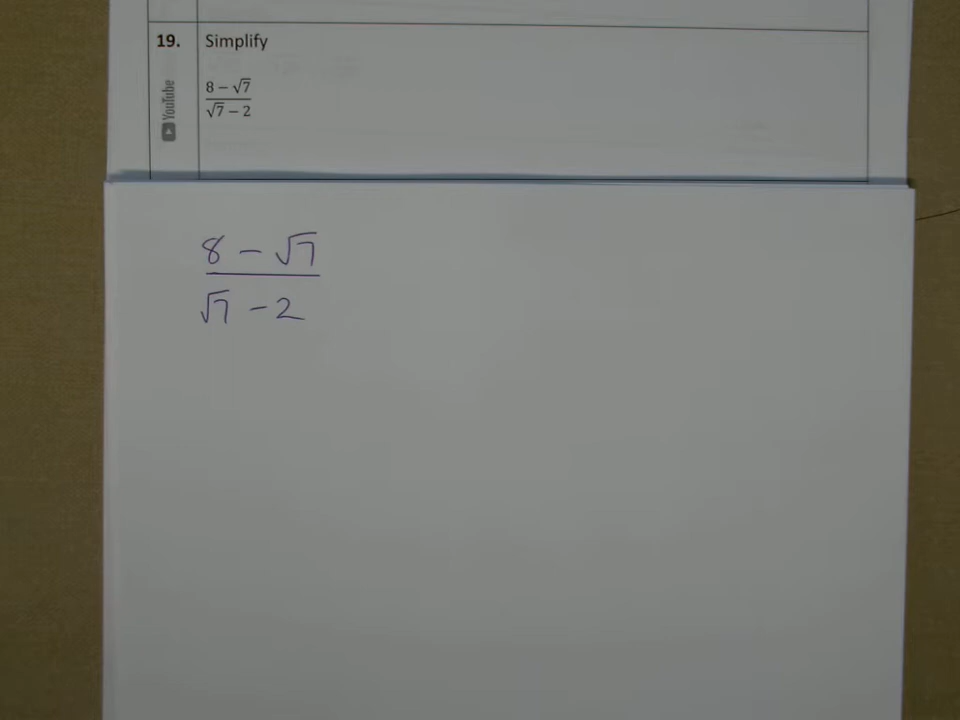 19. Simplify
8 − √7
√7 − 2
YouTube
8 − √7
√7 − 2